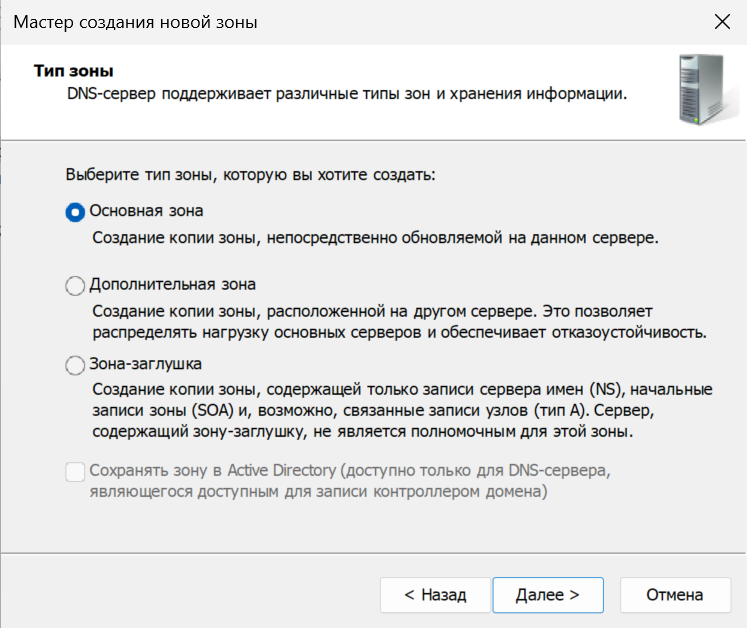 Мастер создания новой зоны
Тип зоны
DNS-сервер поддерживает различные типы зон и хранения информации.
Выберите тип зоны, которую вы хотите создать:
Основная зона
Создание копии зоны, непосредственно обновляемой на данном сервере.
Дополнительная зона
Создание копии зоны, расположенной на другом сервере. Это позволяет
распределять нагрузку основных серверов и обеспечивает отказоустойчивость.
Зона-заглушка
Создание копии зоны, содержащей только записи сервера имен (NS), начальные
записи зоны (SOA) и, возможно, связанные записи узлов (тип A). Сервер,
содержащий зону-заглушку, не является полномочным для этой зоны.
Сохранять зону в Active Directory (доступно только для DNS-сервера,
являющегося доступным для записи контроллером домена)
< Назад
Далее >
Отмена